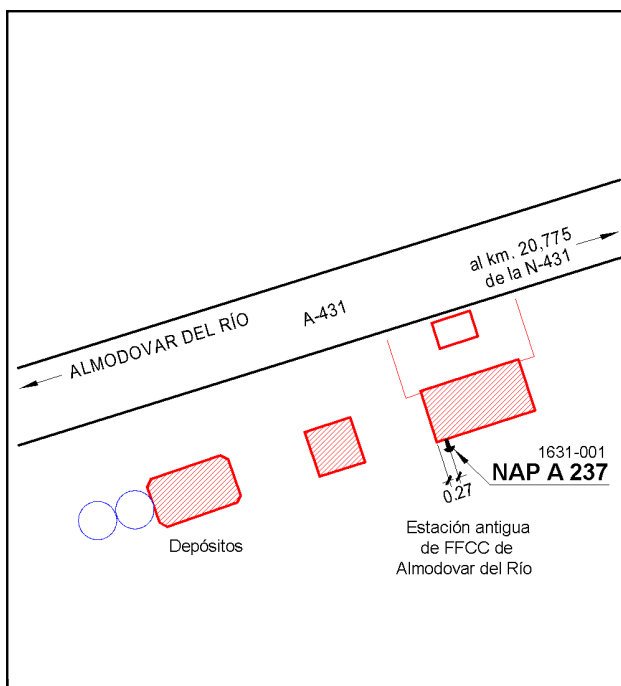 al km. 20,775
de la N-431
A-431
ALMODOVAR DEL RÍO
1631-001
NAP A 237
0.27
Estación antigua
de FFCC de
Almodovar del Río
Depósitos